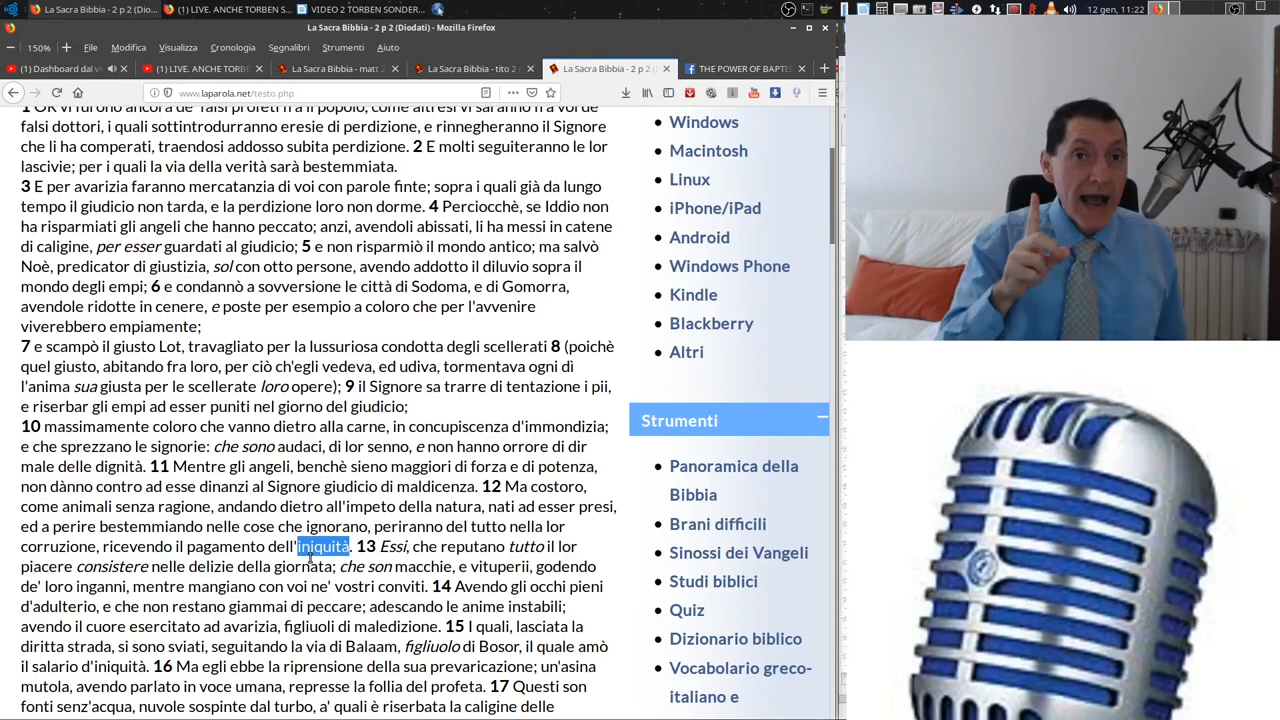 La Sacra Bibbia - 2 p 2 (Dio...
(1) LIVE. ANCHE TORBEN S...
VIDEO 2 TORBEN SONDER...
12 gen, 11:22
La Sacra Bibbia - 2 p 2 (Diodati) - Mozilla Firefox
150%
File
Modifica
Visualizza
Cronologia
Segnalibri
Strumenti
Aiuto
(1) Dashboard dal vi
(1) LIVE. ANCHE TORBE
La Sacra Bibbia - matt 2
La Sacra Bibbia - tito 2 (
La Sacra Bibbia - 2 p 2 (D
THE POWER OF BAPTIS
www.laparola.net/testo.php
falsi dottori, i quali sottintrodurranno eresie di perdizione, e rinnegheranno il Signore
che li ha comperati, traendosi addosso subita perdizione. 2 E molti seguiteranno le lor
lascivie; per i quali la via della verità sarà bestemmiata.
3 E per avarizia faranno mercatanzia di voi con parole finte; sopra i quali già da lungo
tempo il giudicio non tarda, e la perdizione loro non dorme. 4 Perciocchè, se Iddio non
ha risparmiati gli angeli che hanno peccato; anzi, avendoli abissati, li ha messi in catene
di caligine, per esser guardati al giudicio; 5 e non risparmiò il mondo antico; ma salvò
Noè, predicator di giustizia, sol con otto persone, avendo addotto il diluvio sopra il
mondo degli empi; 6 e condannò a sovversione le città di Sodoma, e di Gomorra,
avendole ridotte in cenere, e poste per esempio a coloro che per l'avvenire
viverebbero empiamente;
7 e scampò il giusto Lot, travagliato per la lussuriosa condotta degli scellerati 8 (poichè
quel giusto, abitando fra loro, per ciò ch'egli vedeva, ed udiva, tormentava ogni dì
l'anima sua giusta per le scellerate loro opere); 9 il Signore sa trarre di tentazione i pii,
e riserbar gli empi ad esser puniti nel giorno del giudicio;
10 massimamente coloro che vanno dietro alla carne, in concupiscenza d'immondizia;
e che sprezzano le signorie: che sono audaci, di lor senno, e non hanno orrore di dir
male delle dignità. 11 Mentre gli angeli, benchè sieno maggiori di forza e di potenza,
non danno contro ad esse dinanzi al Signore giudicio di maldicenza. 12 Ma costoro,
come animali senza ragione, andando dietro all'impeto della natura, nati ad esser presi,
ed a perire bestemmiando nelle cose che ignorano, periranno del tutto nella lor
corruzione, ricevendo il pagamento dell'iniquità. 13 Essi, che reputano tutto il lor
piacere consistere nelle delizie della giornata; che son macchie, e vituperii, godendo
de' loro inganni, mentre mangiano con voi ne' vostri conviti. 14 Avendo gli occhi pieni
d'adulterio, e che non restano giammai di peccare; adescando le anime instabili;
avendo il cuore esercitato ad avarizia, figliuoli di maledizione. 15 I quali, lasciata la
diritta strada, si sono sviati, seguitando la via di Balaam, figliuolo di Bosor, il quale amò
il salario d'iniquità. 16 Ma egli ebbe la riprensione della sua prevaricazione; un'asina
mutola, avendo parlato in voce umana, represse la follia del profeta. 17 Questi son
fonti senz'acqua, nuvole sospinte dal turbo, a' quali è riserbata la caligine delle
Windows
Macintosh
Linux
iPhone/iPad
Android
Windows Phone
Kindle
Blackberry
Altri
Strumenti
Panoramica della
Bibbia
Brani difficili
Sinossi dei Vangeli
Studi biblici
Quiz
Dizionario biblico
Vocabolario greco-
italiano e